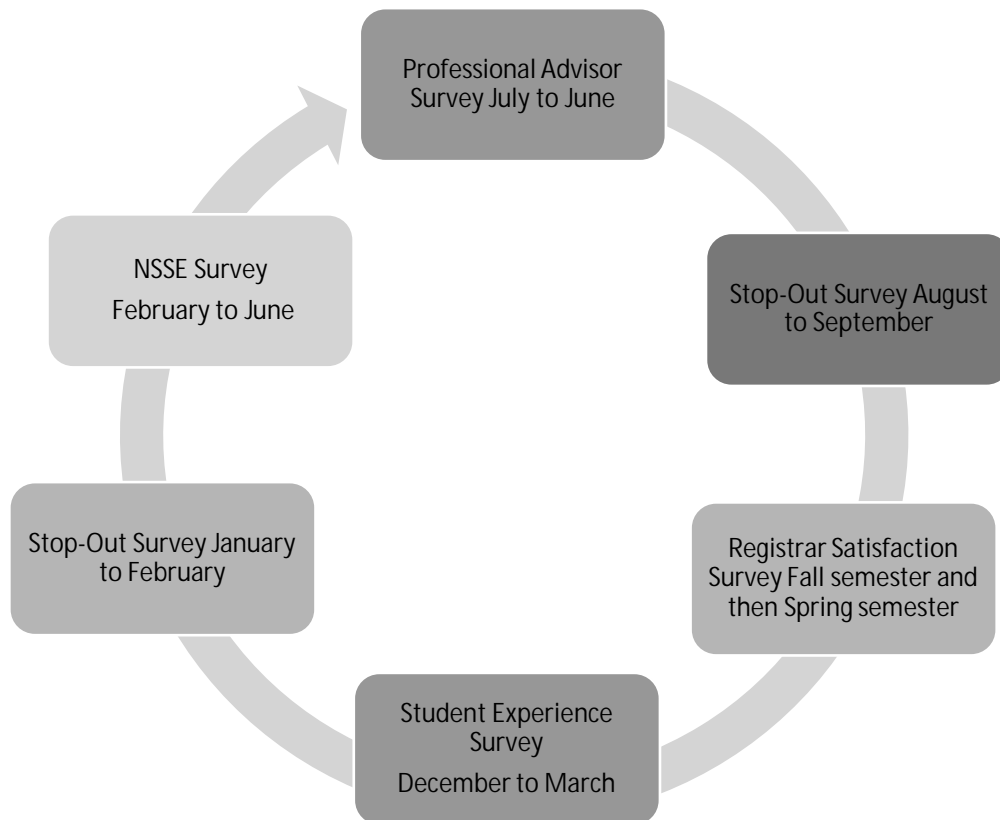 Professional Advisor
Survey July to June
Stop-Out Survey August
to September
Registrar Satisfaction
Survey Fall semester and
then Spring semester
Student Experience
Survey
December to March
Stop-Out Survey January
to February
NSSE Survey
February to June